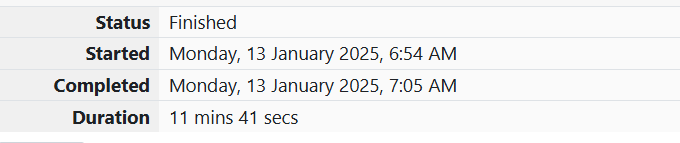 Status Finished
Started Monday, 13 January 2025, 6:54 AM
Completed Monday, 13 January 2025, 7:05 AM
Duration 11 mins 41 secs